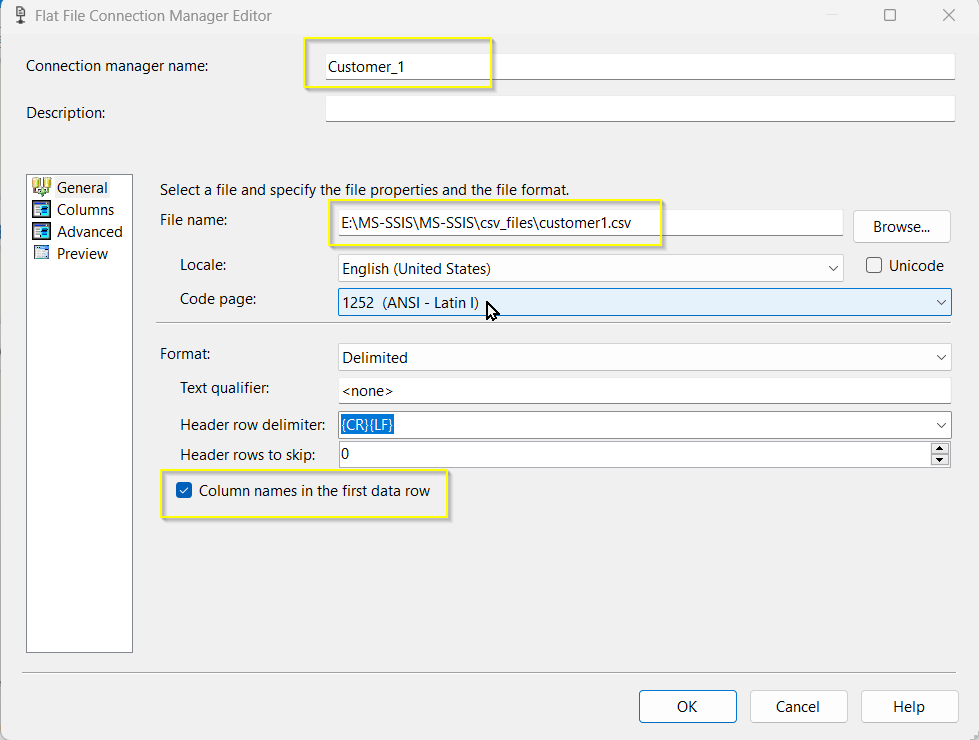 Flat File Connection Manager Editor
Connection manager name: Customer_1
Description:
General
Columns
Advanced
Preview
Select a file and specify the file properties and the file format.
File name: E:\MS-SSIS\MS-SSIS\csv_files\customer1.csv Browse...
Locale: English (United States) Unicode
Code page: 1252 (ANSI - Latin I)
Format: Delimited
Text qualifier: <none>
Header row delimiter: {CR}{LF}
Header rows to skip: 0
Column names in the first data row
OK Cancel Help